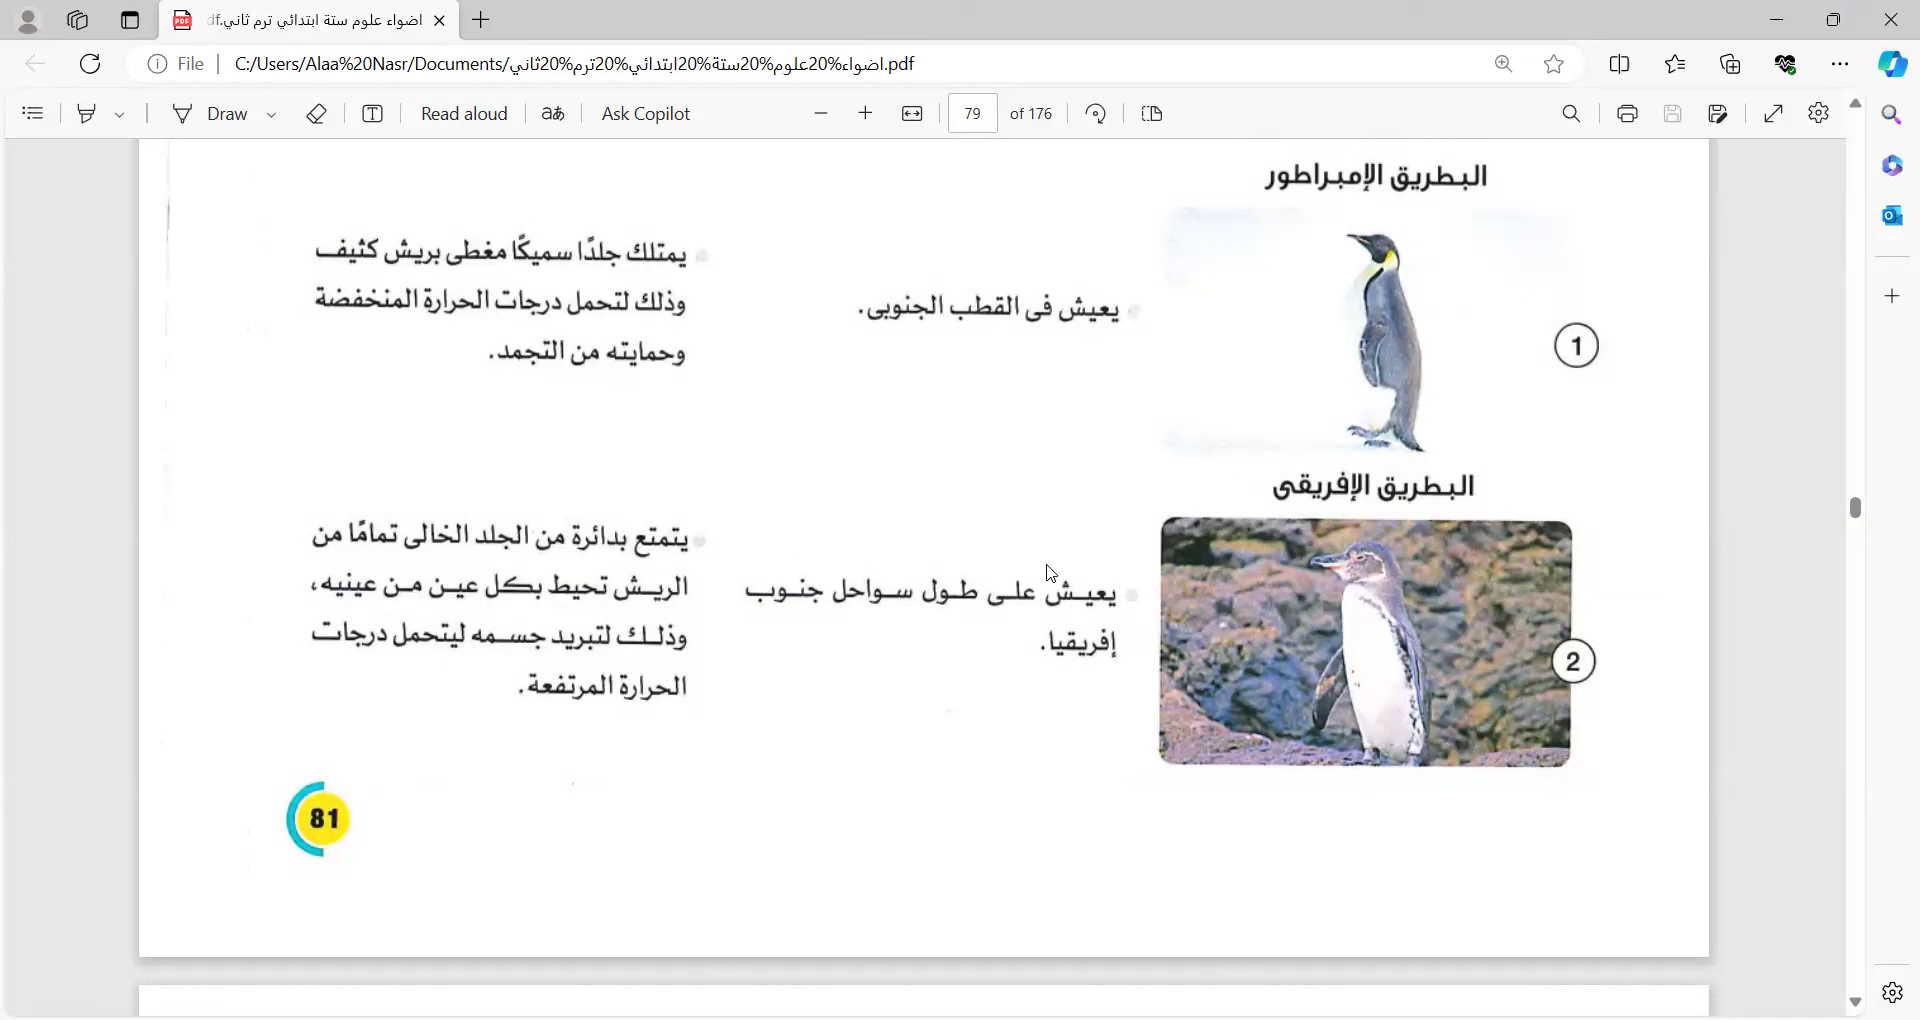 اضواء علوم ستة ابتدائي ترم ثاني.df
File
C:/Users/Alaa%20Nasr/Documents/اضواء%20علوم%20ستة%20ابتدائي%20ترم%20ثاني.pdf
Draw
Read aloud
aあ
Ask Copilot
79 of 176
البطريق الإمبراطور
1
يعيش فى القطب الجنوبى.
يمتلك جلدًا سميكًا مغطى بريش كثيف
وذلك لتحمل درجات الحرارة المنخفضة
وحمايته من التجمد.
البطريق الإفريقى
2
يعيش على طول سواحل جنوب
إفريقيا.
يتمتع بدائرة من الجلد الخالى تمامًا من
الريش تحيط بكل عين من عينيه،
وذلك لتبريد جسمه ليتحمل درجات
الحرارة المرتفعة.
81